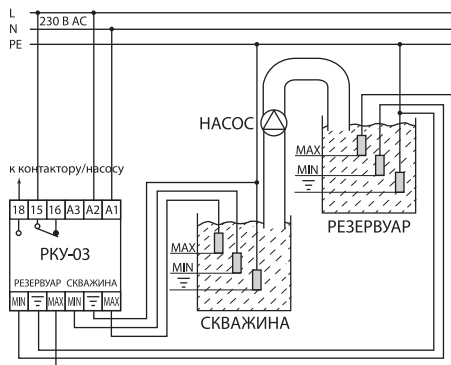 L
N
PE
230 В АС
НАСОС
MAX
MIN
РЕЗЕРВУАР
к контактору/насосу
18 15 16 A3 A2 A1
РКУ-03
РЕЗЕРВУАР СКВАЖИНА
MIN MAX MIN MAX
MAX
MIN
СКВАЖИНА